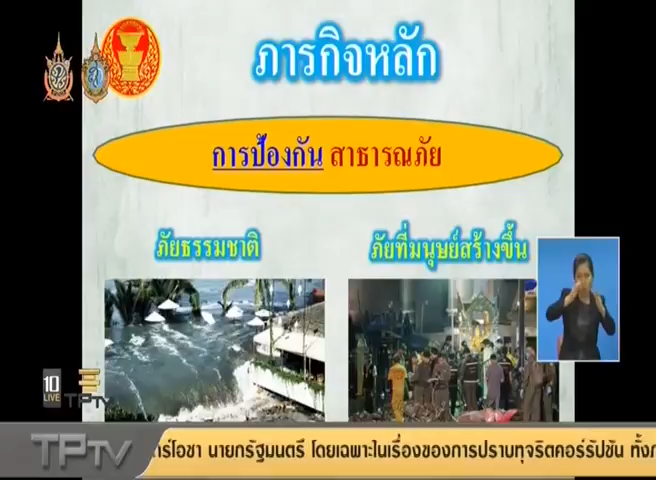 ภารกิจหลัก
การป้องกัน สาธารณภัย
ภัยธรรมชาติ
ภัยที่มนุษย์สร้างขึ้น
10
LIVE
TPTV
TPTV
นายกรัฐมนตรี โดยเฉพาะในเรื่องของการปราบทุจริตคอร์รัปชัน